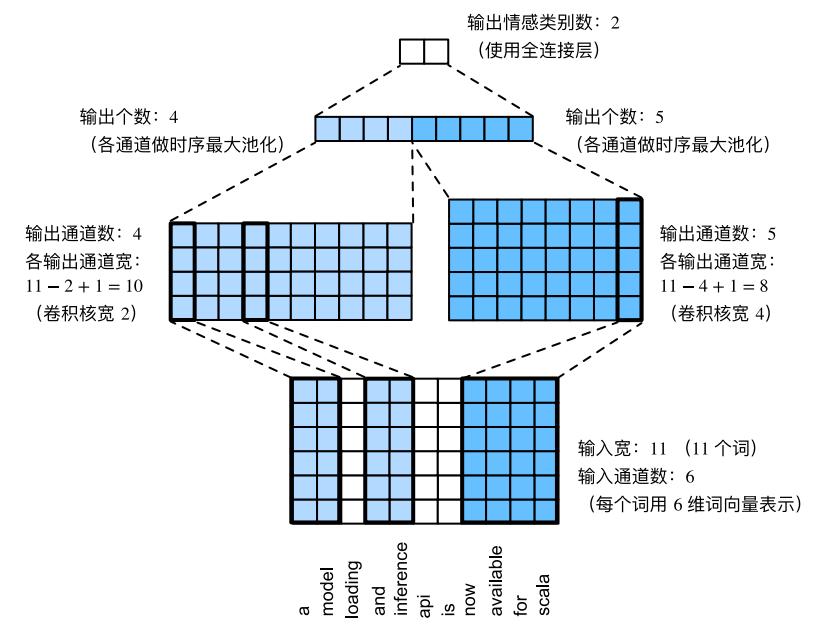 输出情感类别数：2
（使用全连接层）
输出个数：4
（各通道做时序最大池化）
输出个数：5
（各通道做时序最大池化）
输出通道数：4
各输出通道宽：
11 − 2 + 1 = 10
（卷积核宽 2）
输出通道数：5
各输出通道宽：
11 − 4 + 1 = 8
（卷积核宽 4）
输入宽：11 （11 个词）
输入通道数：6
（每个词用 6 维词向量表示）
a
model
loading
and
inference
api
is
now
available
for
scala